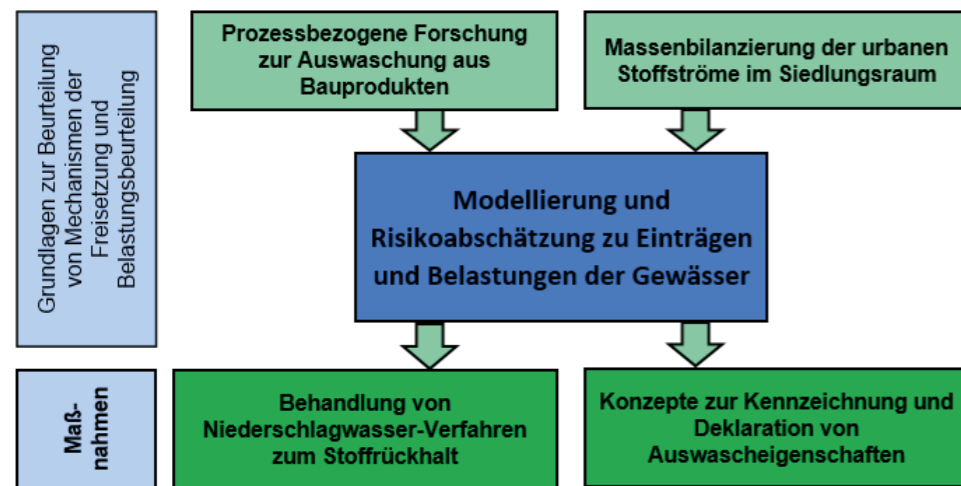 Grundlagen zur Beurteilung
von Mechanismen der
Freisetzung und
Belastungsbeurteilung
Prozessbezogene Forschung
zur Auswaschung aus
Bauprodukten
Massenbilanzierung der urbanen
Stoffströme im Siedlungsraum
Modellierung und
Risikoabschätzung zu Einträgen
und Belastungen der Gewässer
Maß-
nahmen
Behandlung von
Niederschlagwasser-Verfahren
zum Stoffrückhalt
Konzepte zur Kennzeichnung und
Deklaration von
Auswascheigenschaften